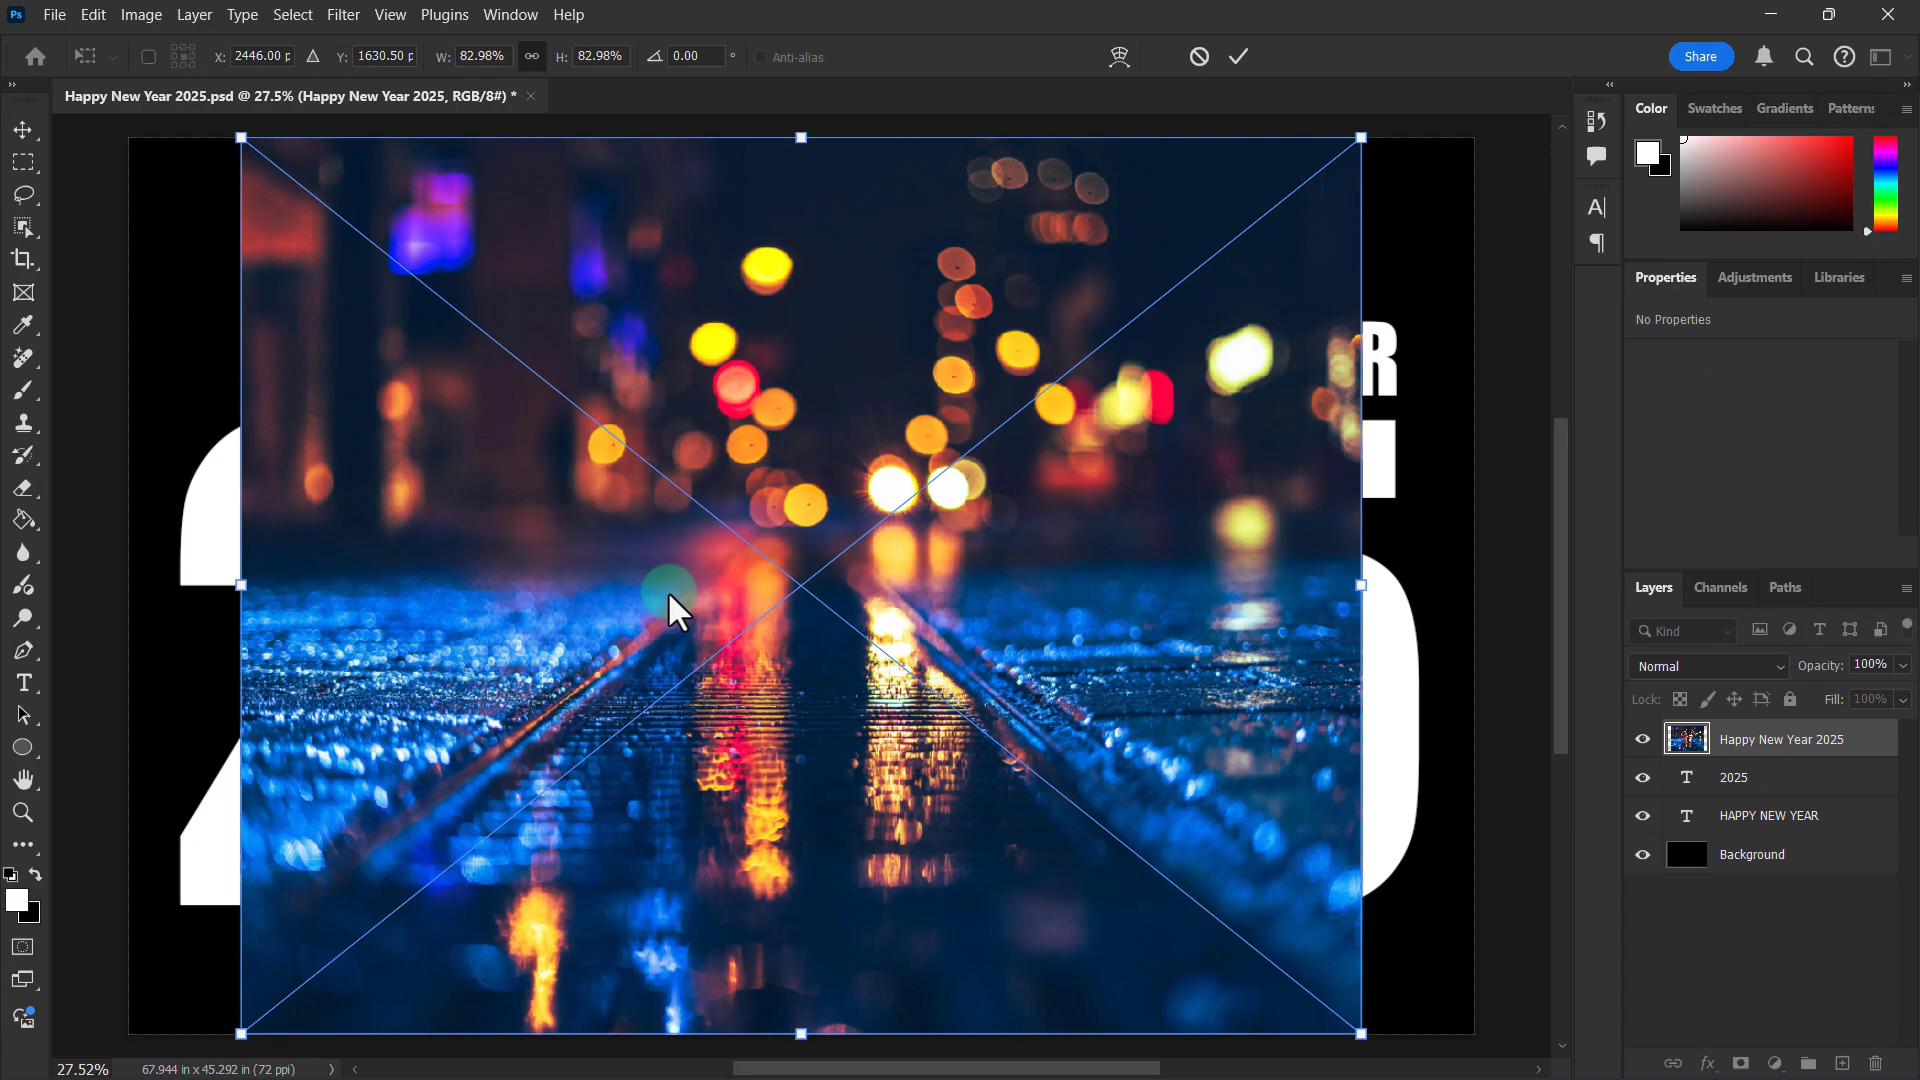 Ps File Edit Image Layer Type Select Filter View Plugins Window Help
X: 2446.00 p Y: 1630.50 p W: 82.98% H: 82.98% 0.00 ° Anti-alias Share
Happy New Year 2025.psd @ 27.5% (Happy New Year 2025, RGB/8#) *
Color Swatches Gradients Patterns
Properties Adjustments Libraries
No Properties
R
Layers Channels Paths
Kind
Normal Opacity: 100%
Lock: Fill: 100%
Happy New Year 2025
T 2025
T HAPPY NEW YEAR
Background
27.52% 67.944 in x 45.292 in (72 ppi)